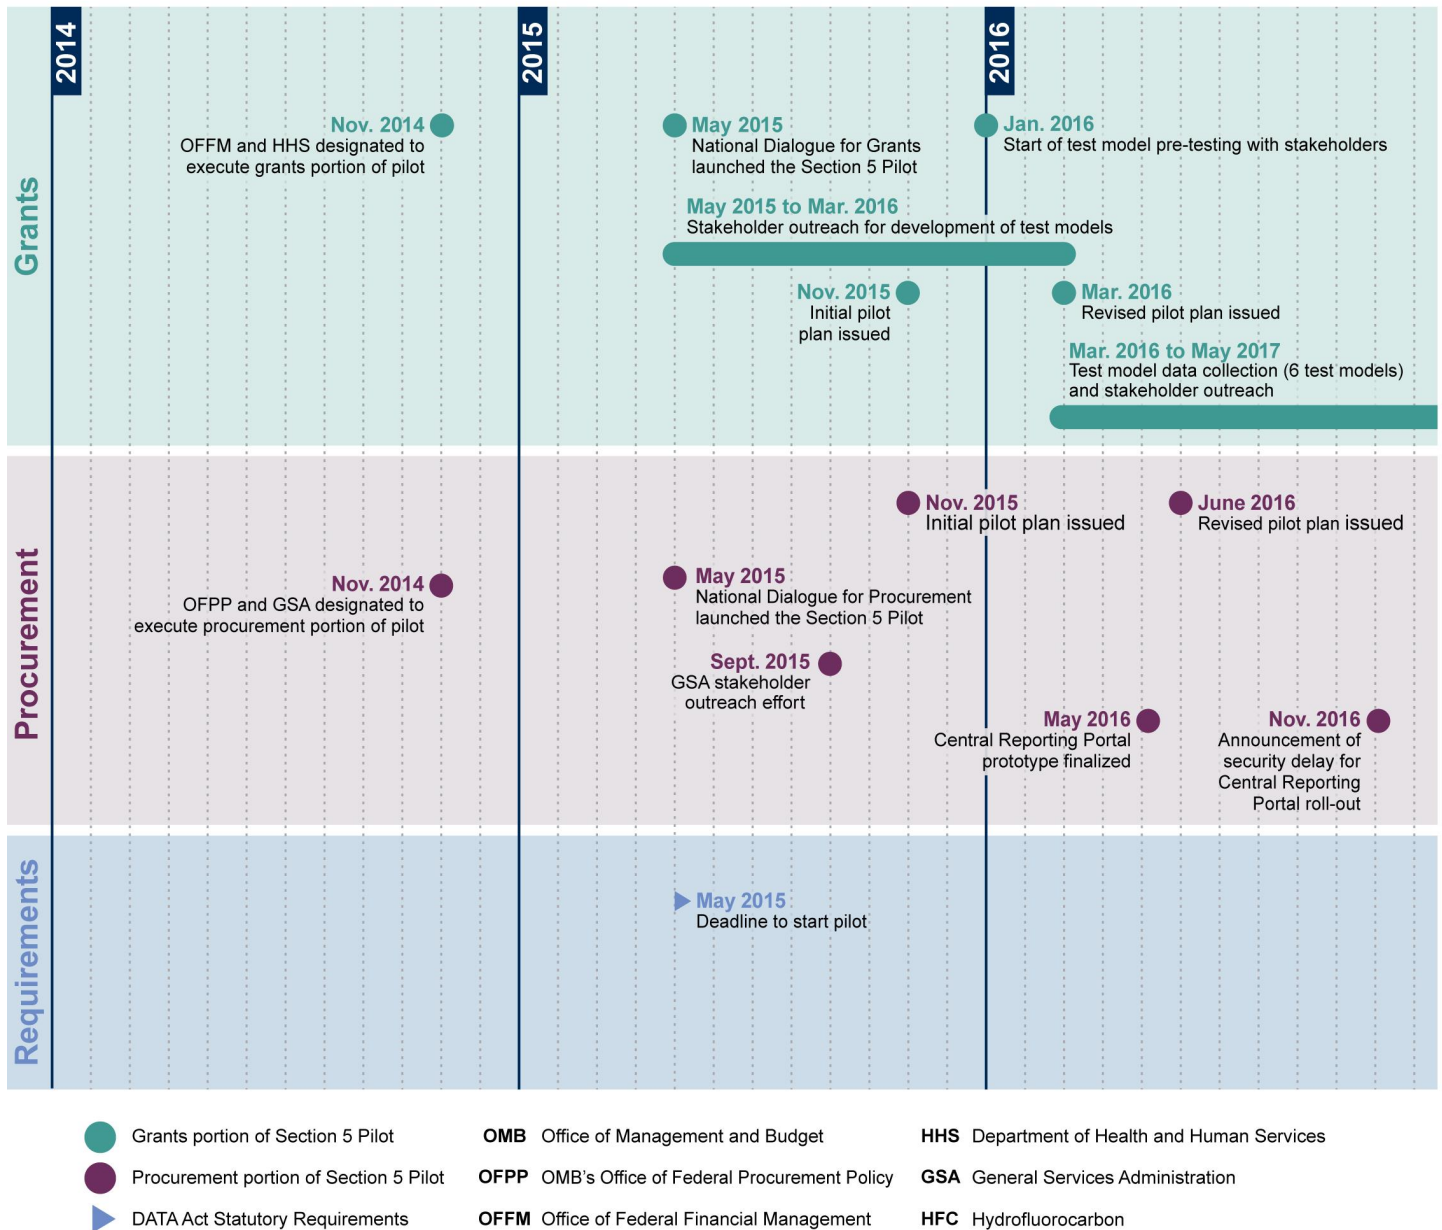 2014
2015
2016
Grants
Nov. 2014
OFFM and HHS designated to
execute grants portion of pilot
May 2015
National Dialogue for Grants
launched the Section 5 Pilot
Jan. 2016
Start of test model pre-testing with stakeholders
May 2015 to Mar. 2016
Stakeholder outreach for development of test models
Nov. 2015
Initial pilot
plan issued
Mar. 2016
Revised pilot plan issued
Mar. 2016 to May 2017
Test model data collection (6 test models)
and stakeholder outreach
Procurement
Nov. 2015
Initial pilot plan issued
June 2016
Revised pilot plan issued
Nov. 2014
OFPP and GSA designated to
execute procurement portion of pilot
May 2015
National Dialogue for Procurement
launched the Section 5 Pilot
Sept. 2015
GSA stakeholder
outreach effort
May 2016
Central Reporting Portal
prototype finalized
Nov. 2016
Announcement of
security delay for
Central Reporting
Portal roll-out
Requirements
May 2015
Deadline to start pilot
Grants portion of Section 5 Pilot
Procurement portion of Section 5 Pilot
DATA Act Statutory Requirements
OMB Office of Management and Budget
OFPP OMB's Office of Federal Procurement Policy
OFFM Office of Federal Financial Management
HHS Department of Health and Human Services
GSA General Services Administration
HFC Hydrofluorocarbon